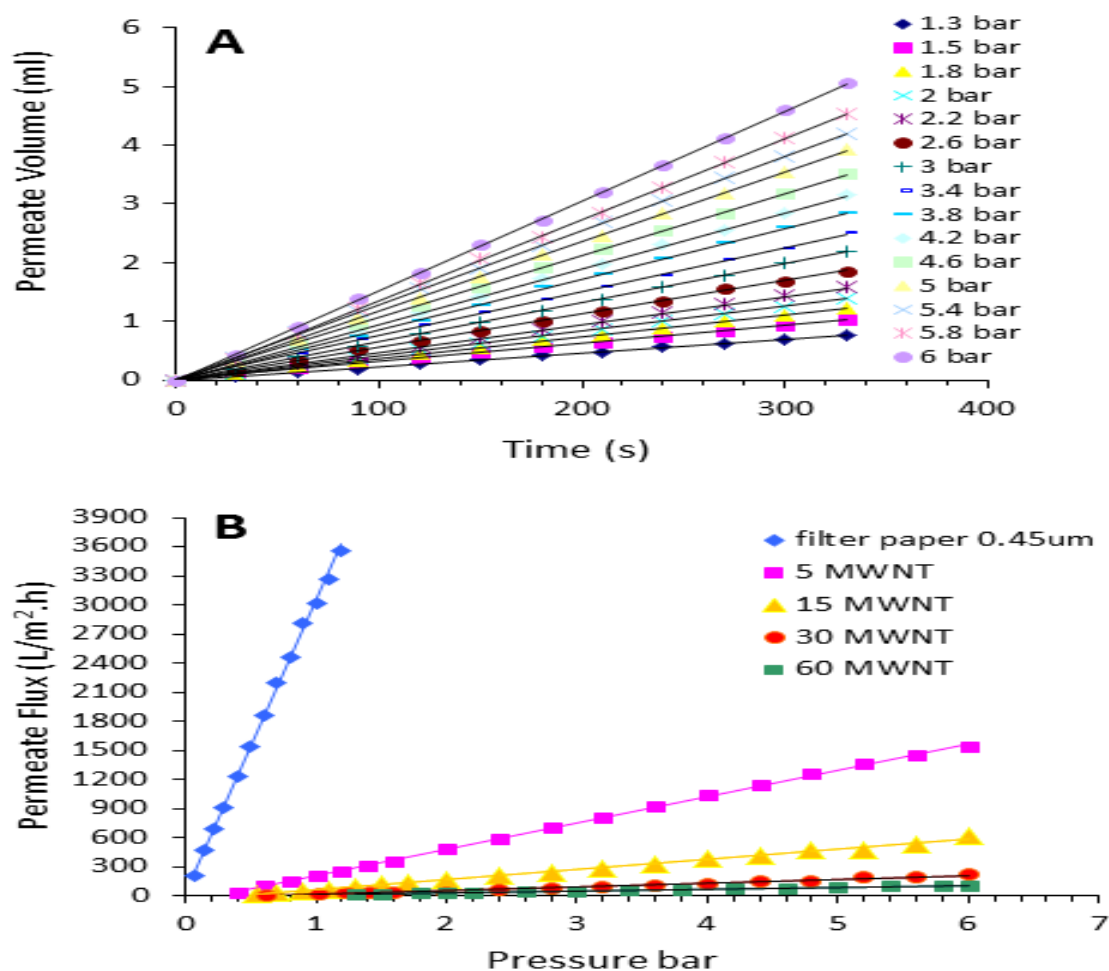 A
Permeate Volume (ml)
6
5
4
3
2
1
0
0 100 200 300 400
Time (s)
1.3 bar
1.5 bar
1.8 bar
2 bar
2.2 bar
2.6 bar
3 bar
3.4 bar
3.8 bar
4.2 bar
4.6 bar
5 bar
5.4 bar
5.8 bar
6 bar
B
Permeate Flux (L/m².h)
3900
3600
3300
3000
2700
2400
2100
1800
1500
1200
900
600
300
0
0 1 2 3 4 5 6 7
Pressure bar
filter paper 0.45um
5 MWNT
15 MWNT
30 MWNT
60 MWNT